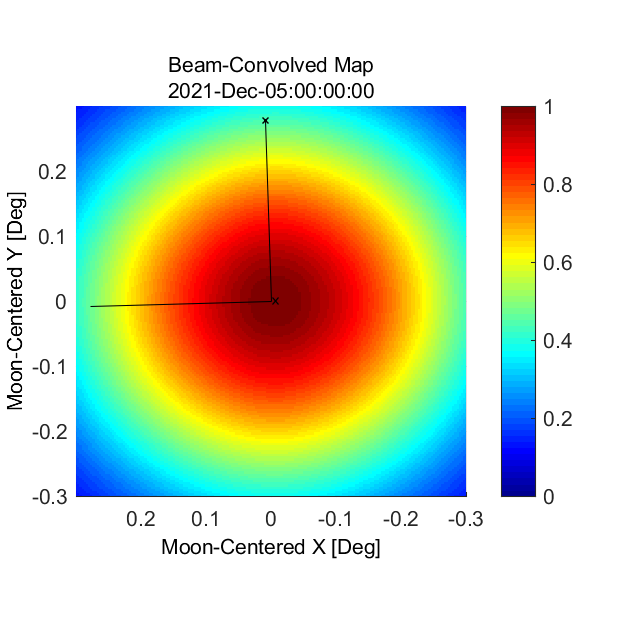 Beam-Convolved Map
2021-Dec-05:00:00:00:00
Moon-Centered Y [Deg]
0.2
0.1
0
-0.1
-0.2
-0.3
0.2 0.1 0 -0.1 -0.2 -0.3
Moon-Centered X [Deg]
1
0.8
0.6
0.4
0.2
0